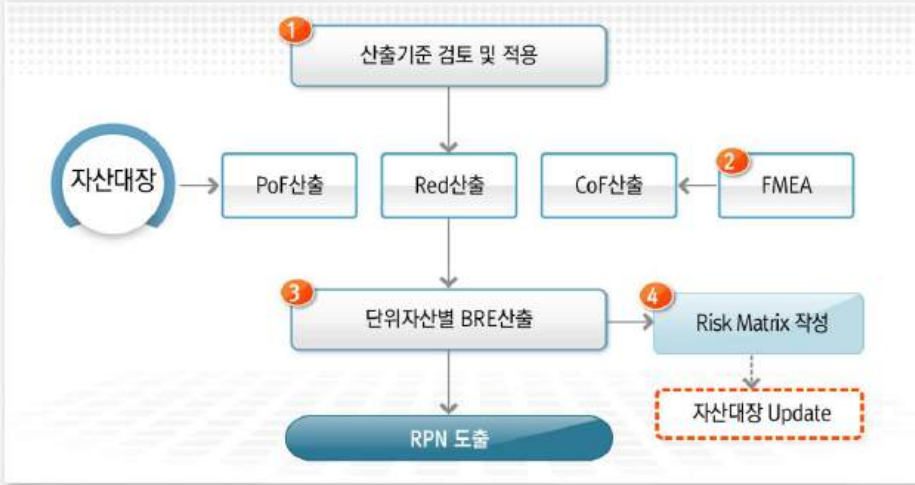 1
산출기준 검토 및 적용
자산대장
PoF산출
Red산출
CoF산출
2
FMEA
3
단위자산별 BRE산출
4
Risk Matrix 작성
자산대장 Update
RPN 도출